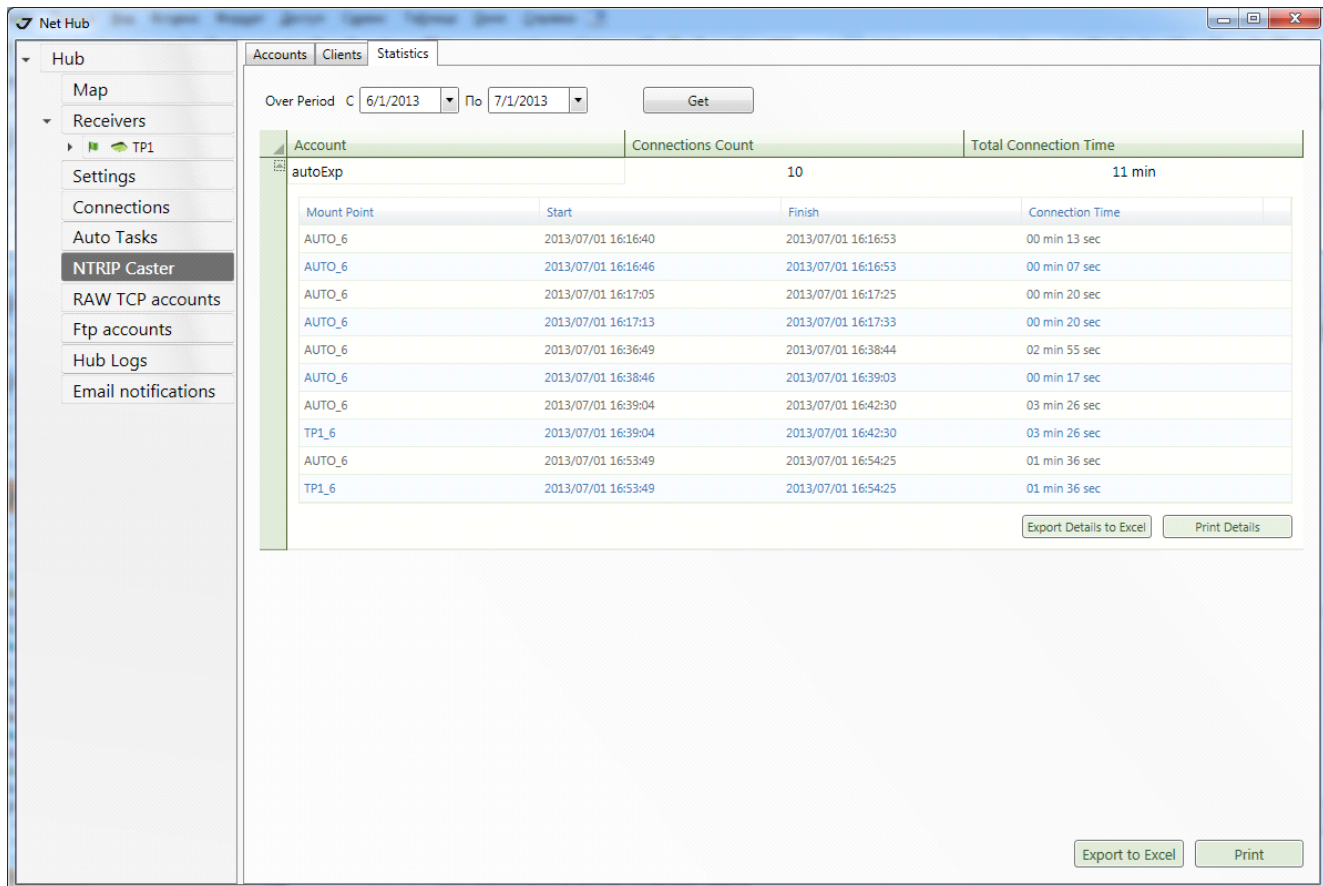 Net Hub
Hub
Map
Receivers
TP1
Settings
Connections
Auto Tasks
NTRIP Caster
RAW TCP accounts
Ftp accounts
Hub Logs
Email notifications
Accounts Clients Statistics
Over Period С 6/1/2013 По 7/1/2013 Get
Account Connections Count Total Connection Time
autoExp 10 11 min
Mount Point Start Finish Connection Time
AUTO_6 2013/07/01 16:16:40 2013/07/01 16:16:53 00 min 13 sec
AUTO_6 2013/07/01 16:16:46 2013/07/01 16:16:53 00 min 07 sec
AUTO_6 2013/07/01 16:17:05 2013/07/01 16:17:25 00 min 20 sec
AUTO_6 2013/07/01 16:17:13 2013/07/01 16:17:33 00 min 20 sec
AUTO_6 2013/07/01 16:36:49 2013/07/01 16:38:44 02 min 55 sec
AUTO_6 2013/07/01 16:38:46 2013/07/01 16:39:03 00 min 17 sec
AUTO_6 2013/07/01 16:39:04 2013/07/01 16:42:30 03 min 26 sec
TP1_6 2013/07/01 16:39:04 2013/07/01 16:42:30 03 min 26 sec
AUTO_6 2013/07/01 16:53:49 2013/07/01 16:54:25 01 min 36 sec
TP1_6 2013/07/01 16:53:49 2013/07/01 16:54:25 01 min 36 sec
Export Details to Excel Print Details
Export to Excel Print